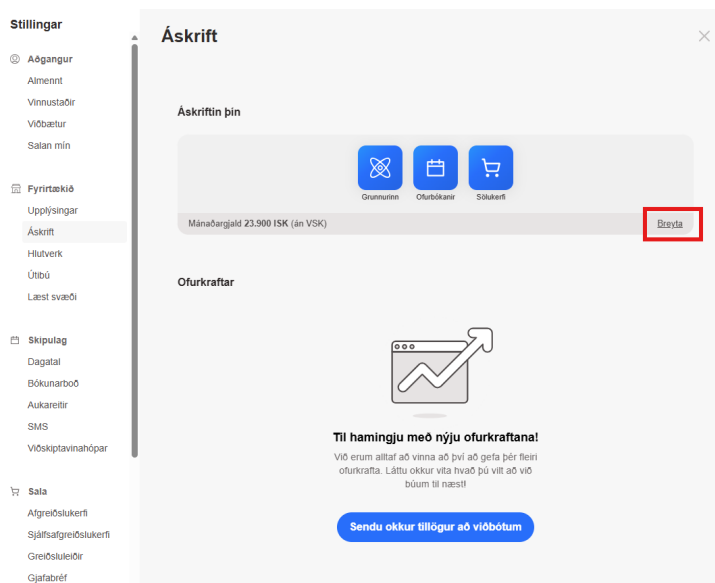 Stillingar
Aðgangur
Almennt
Vinnustaðir
Viðbætur
Salan mín
Fyrirtækið
Upplýsingar
Áskrift
Hlutverk
Útibú
Læst svæði
Skipulag
Dagatal
Bókunarboð
Aukareitir
SMS
Viðskiptavinahópar
Sala
Afgreiðslukerfi
Sjálfsafgreiðslukerfi
Greiðsluleiðir
Gjafabréf
Áskrift
Áskriftin þín
Grunnurinn Ofurbókanir Sölukerfi
Mánaðargjald 23.900 ISK (án VSK) Breyta
Ofurkraftar
Til hamingju með nýju ofurkraftana!
Við erum alltaf að vinna að því að gefa þér fleiri
ofurkrafta. Láttu okkur vita hvað þú vilt að við
búum til næst!
Sendu okkur tillögur að viðbótum